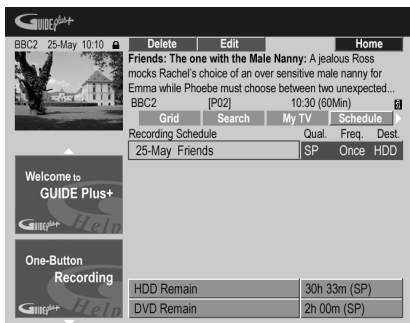 GUIDE Plus+
BBC2 25-May 10:10
Delete Edit Home
Friends: The one with the Male Nanny: A jealous Ross
mocks Rachel's choice of an over sensitive male nanny for
Emma while Phoebe must choose between two unexpected...
BBC2 [P02] 10:30 (60Min)
Grid Search My TV Schedule
Recording Schedule Qual. Freq. Dest.
25-May Friends SP Once HDD
Welcome to
GUIDE Plus+
GUIDE Plus+ Help
One-Button
Recording
GUIDE Plus+ Help
HDD Remain 30h 33m (SP)
DVD Remain 2h 00m (SP)